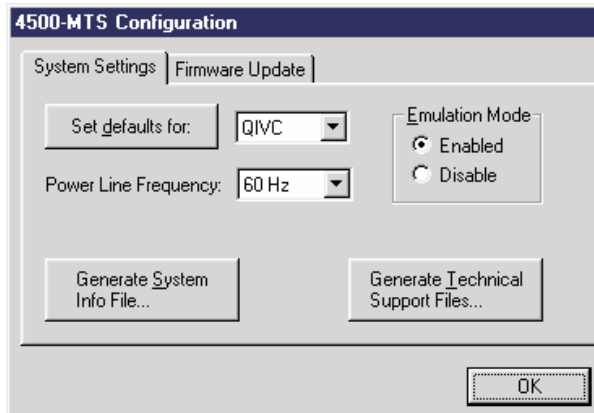 4500-MTS Configuration
System Settings
Firmware Update
Set defaults for:
QIVC
Emulation Mode
Enabled
Disable
Power Line Frequency:
60 Hz
Generate System
Info File...
Generate Technical
Support Files...
OK